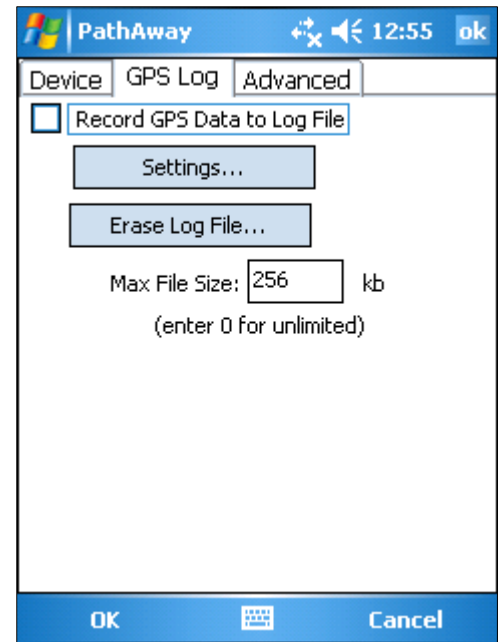 PathAway 12:55 ok
Device GPS Log Advanced
Record GPS Data to Log File
Settings...
Erase Log File...
Max File Size: 256 kb
(enter 0 for unlimited)
OK Cancel